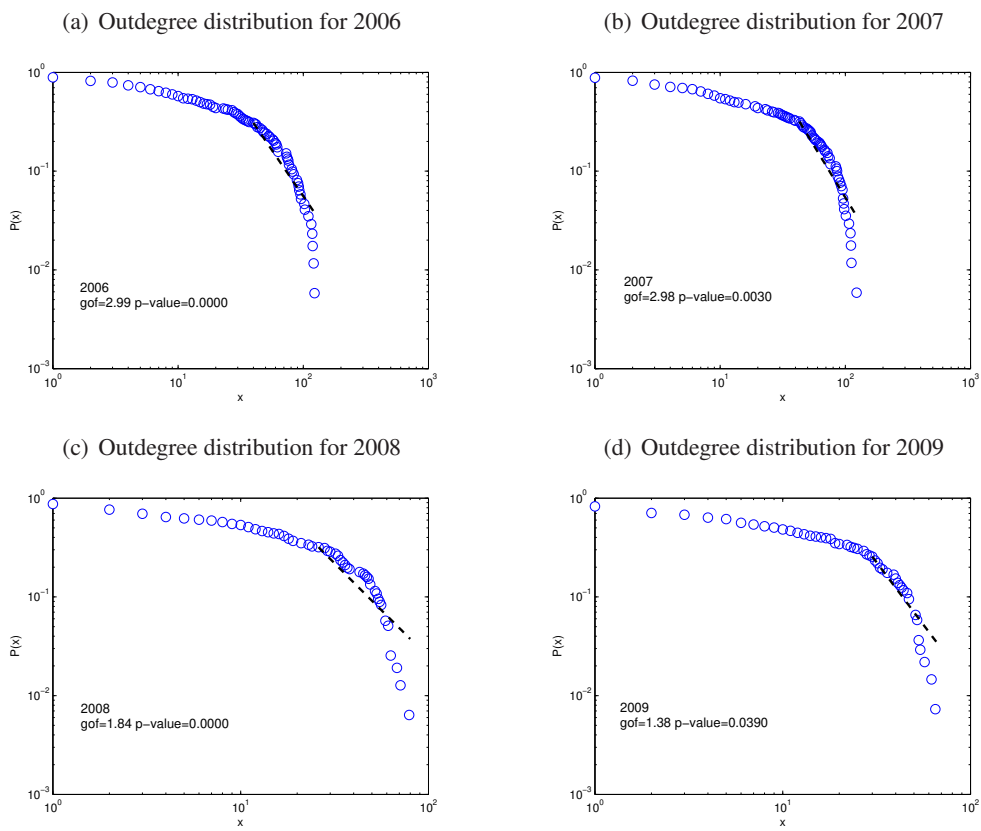 (a) Outdegree distribution for 2006
(b) Outdegree distribution for 2007
10^0
10^-1
10^-2
10^-3
P(x)
2006
gof=2.99 p-value=0.0000
10^0
10^1
10^2
10^3
x
10^0
10^-1
10^-2
10^-3
P(x)
2007
gof=2.98 p-value=0.0030
10^0
10^1
10^2
10^3
x
(c) Outdegree distribution for 2008
(d) Outdegree distribution for 2009
10^0
10^-1
10^-2
10^-3
P(x)
2008
gof=1.84 p-value=0.0000
10^0
10^1
10^2
x
10^0
10^-1
10^-2
10^-3
P(x)
2009
gof=1.38 p-value=0.0390
10^0
10^1
10^2
x